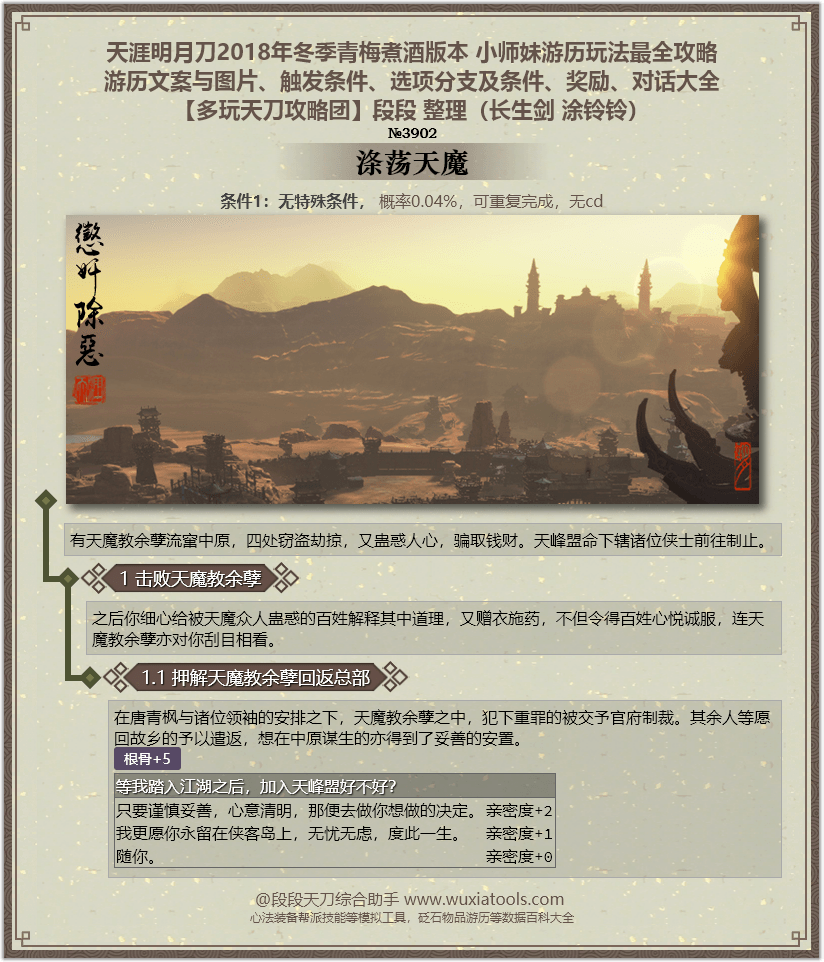 天涯明月刀2018年冬季青梅煮酒版本 小师妹游历玩法最全攻略
游历文案与图片、触发条件、选项分支及条件、奖励、对话大全
【多玩天刀攻略团】段段 整理（长生剑 涂铃铃）
№3902
涤荡天魔
条件1：无特殊条件， 概率0.04%，可重复完成，无cd
懲奸除惡
有天魔教余孽流窜中原，四处窃盗劫掠，又蛊惑人心，骗取钱财。天峰盟命下辖诸位侠士前往制止。
1 击败天魔教余孽
之后你细心给被天魔众人蛊惑的百姓解释其中道理，又赠衣施药，不但令得百姓心悦诚服，连天
魔教余孽亦对你刮目相看。
1.1 押解天魔教余孽回返总部
在唐青枫与诸位领袖的安排之下，天魔教余孽之中，犯下重罪的被交予官府制裁。其余人等愿
回故乡的予以遣返，想在中原谋生的亦得到了妥善的安置。
根骨+5
等我踏入江湖之后，加入天峰盟好不好?
只要谨慎妥善，心意清明，那便去做你想做的决定。 亲密度+2
我更愿你永留在侠客岛上，无忧无虑，度此一生。 亲密度+1
随你。 亲密度+0
@段段天刀综合助手 www.wuxiatools.com
心法装备帮派技能等模拟工具，砭石物品游历等数据百科大全